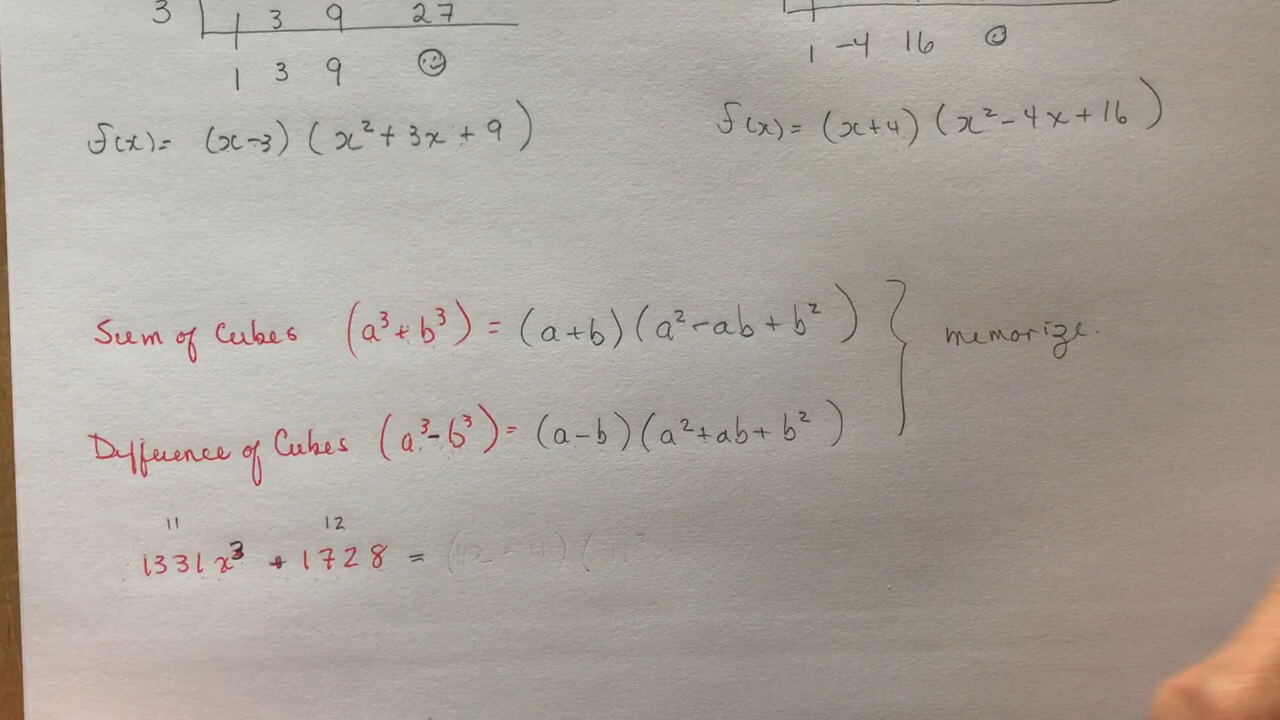 3 | 1 3 9 27
1 3 9 ☺
1 -4 16 ☺
f(x)= (x-3) (x²+3x+9)
f(x)= (x+4) (x²-4x+16)
Sum of Cubes (a³+b³) = (a+b)(a²-ab+b²) } memorize.
Difference of Cubes (a³-b³)= (a-b)(a²+ab+b²)
11 12
1331x³ + 1728 =